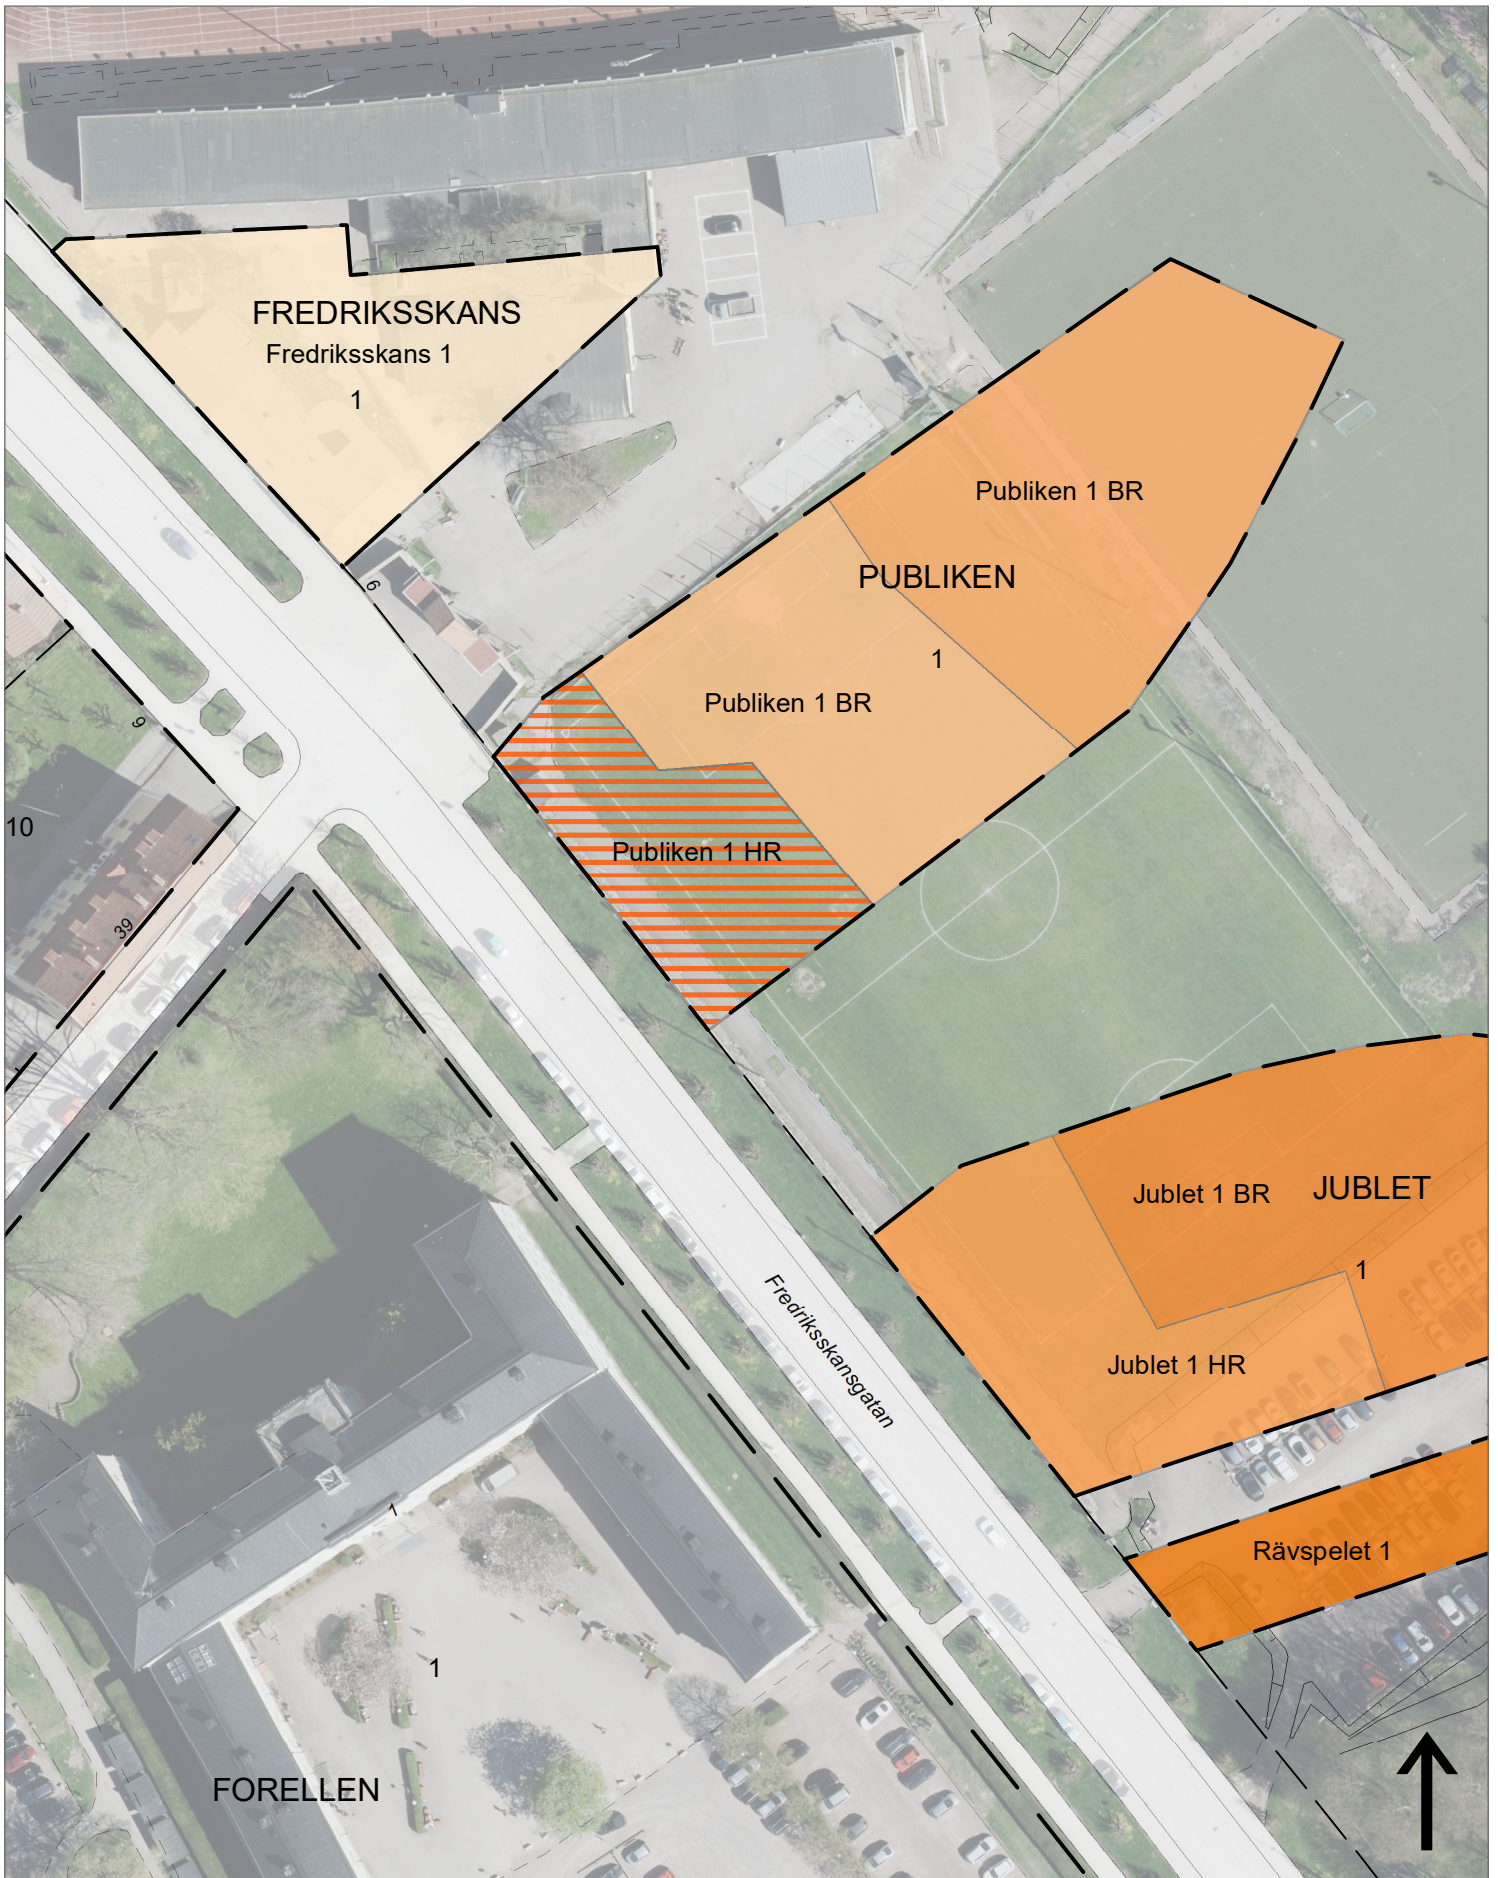 FREDRIKSSKANS
Fredriksskans 1
1
Publiken 1 BR
PUBLIKEN
6
1
Publiken 1 BR
9
10
Publiken 1 HR
39
Jublet 1 BR
JUBLET
1
Fredriksskansgatan
Jublet 1 HR
1
Rävspelet 1
1
FORELLEN